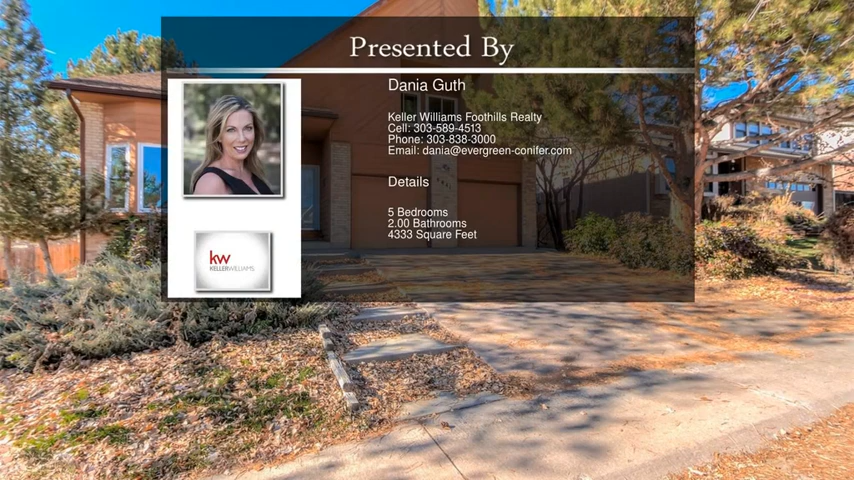 Presented By
Dania Guth
Keller Williams Foothills Realty
Cell: 303-589-4513
Phone: 303-838-3000
Email: dania@evergreen-conifer.com
Details
5 Bedrooms
2.00 Bathrooms
4333 Square Feet
kw
KELLERWILLIAMS.